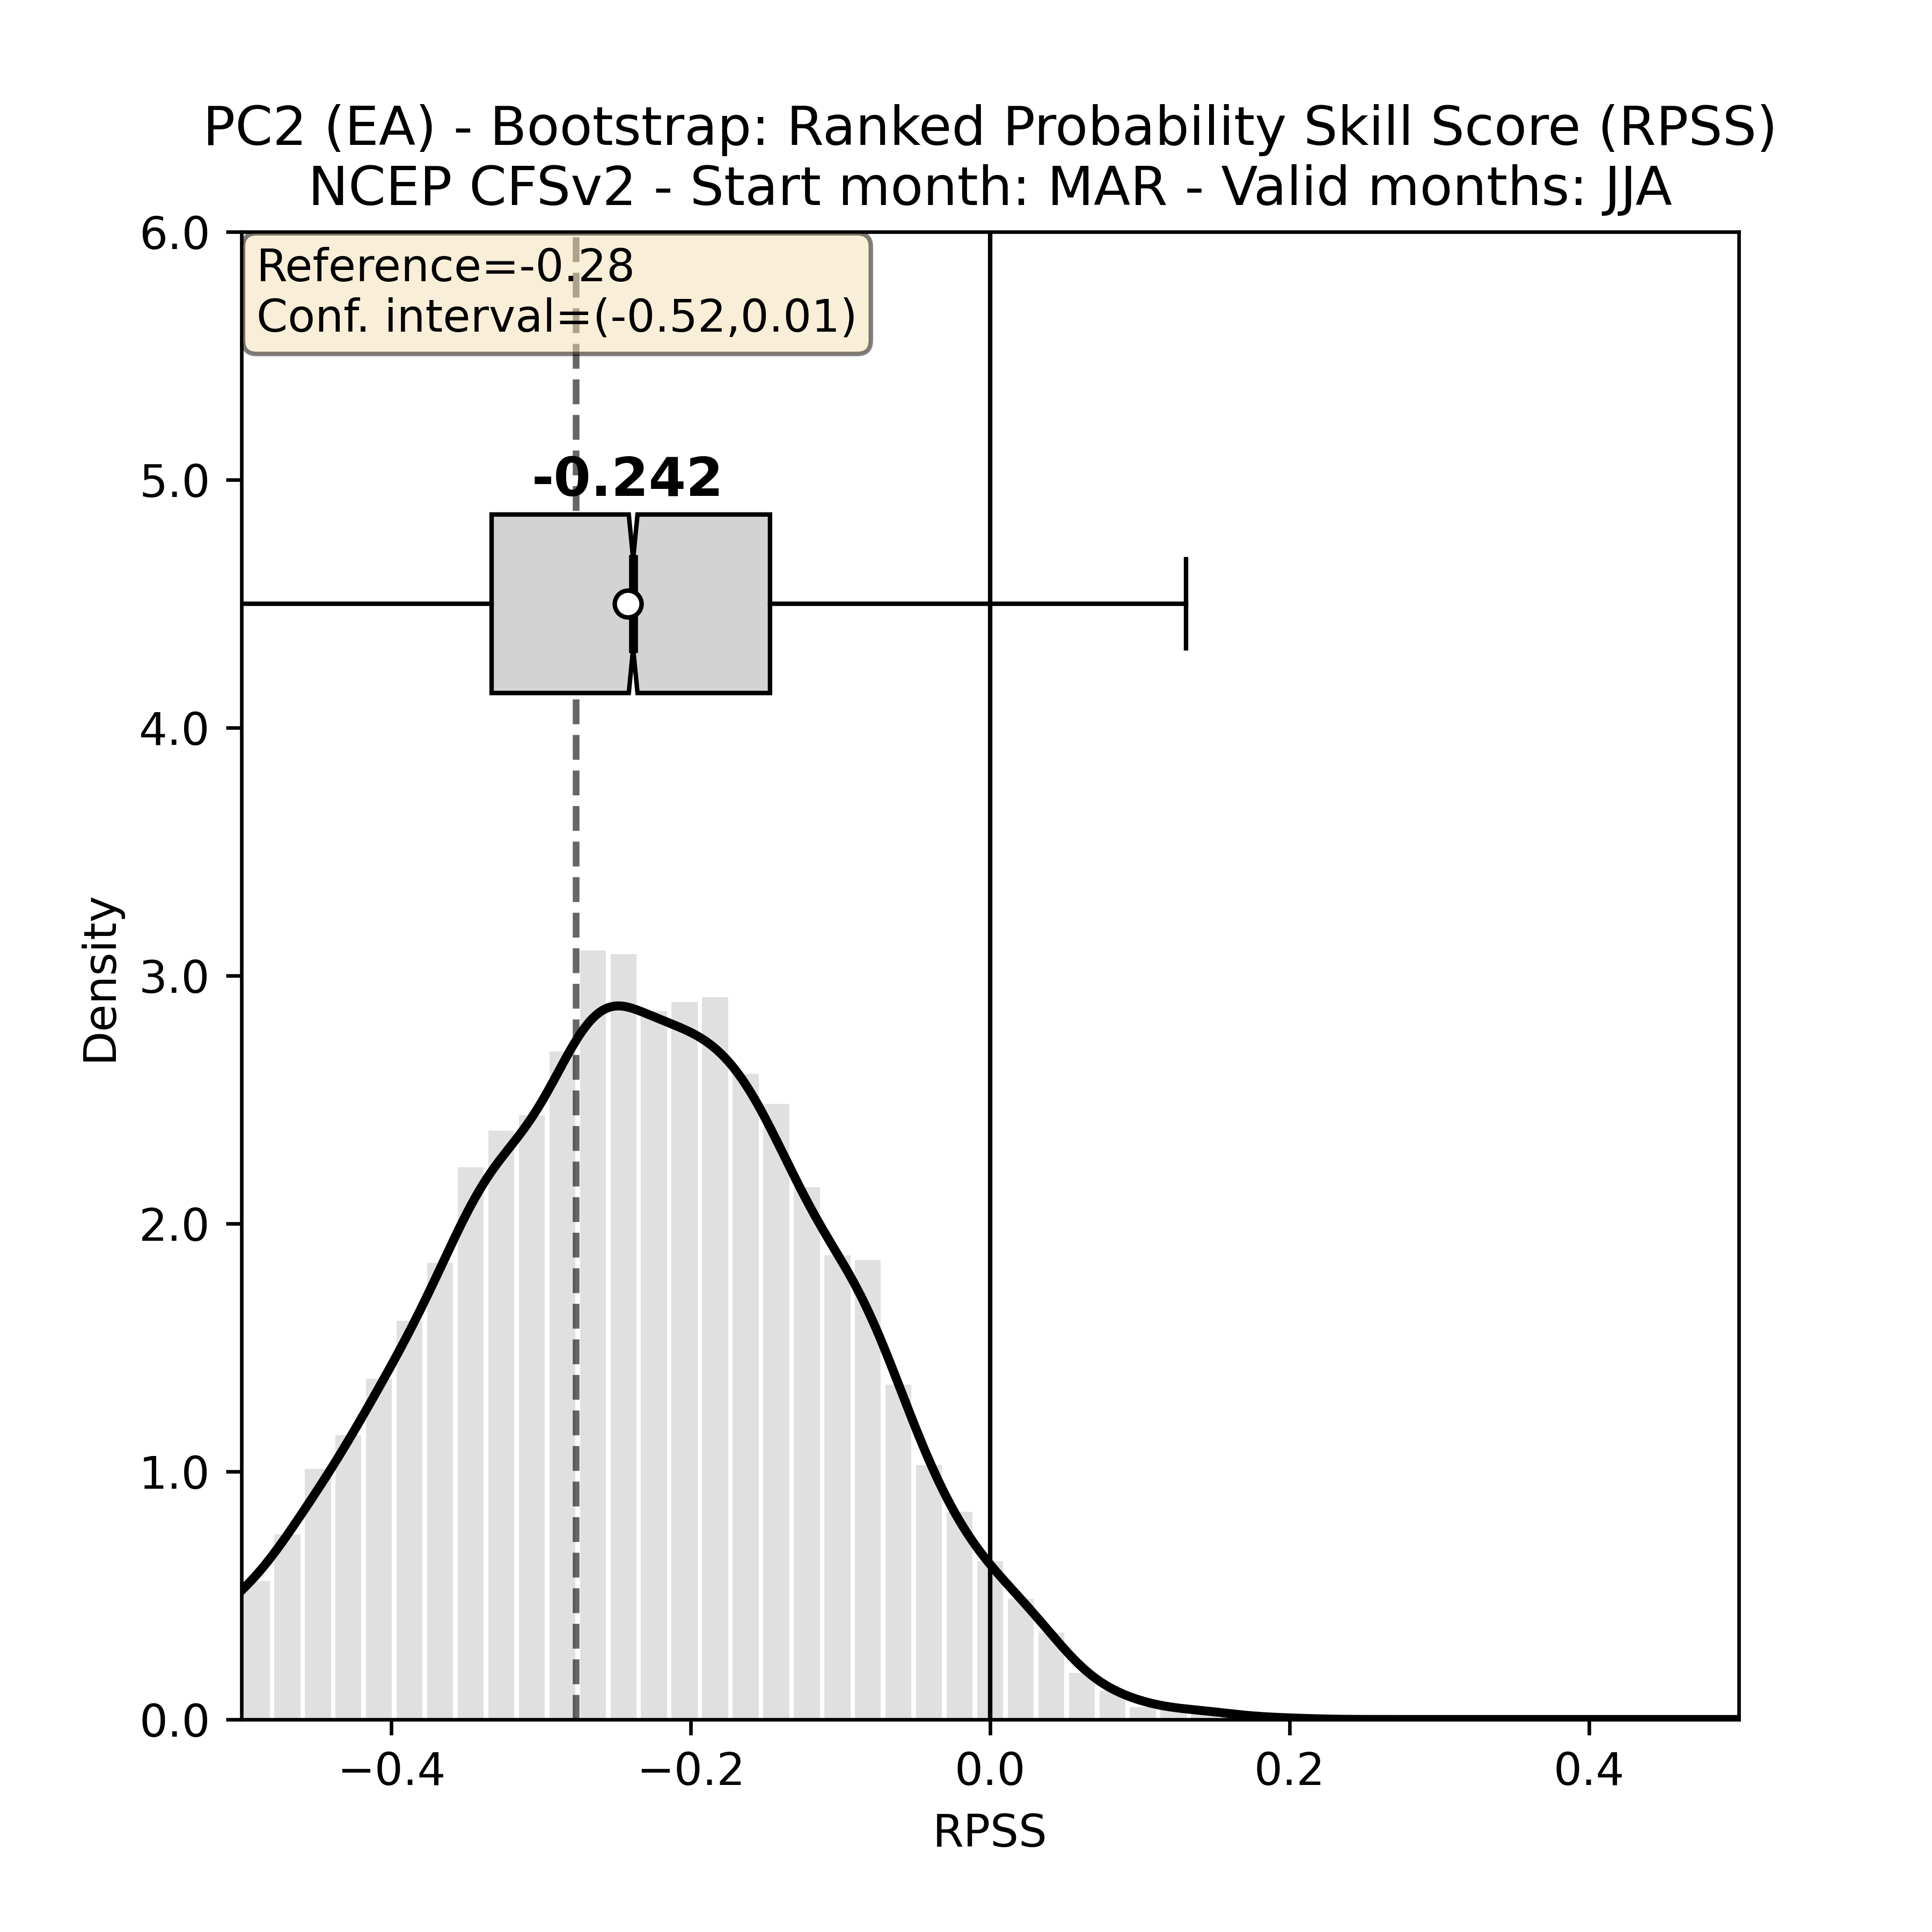 PC2 (EA) - Bootstrap: Ranked Probability Skill Score (RPSS)
NCEP CFSv2 - Start month: MAR - Valid months: JJA
Reference=-0.28
Conf. interval=(-0.52,0.01)
-0.242
6.0
5.0
4.0
3.0
2.0
1.0
0.0
Density
−0.4
−0.2
0.0
0.2
0.4
RPSS